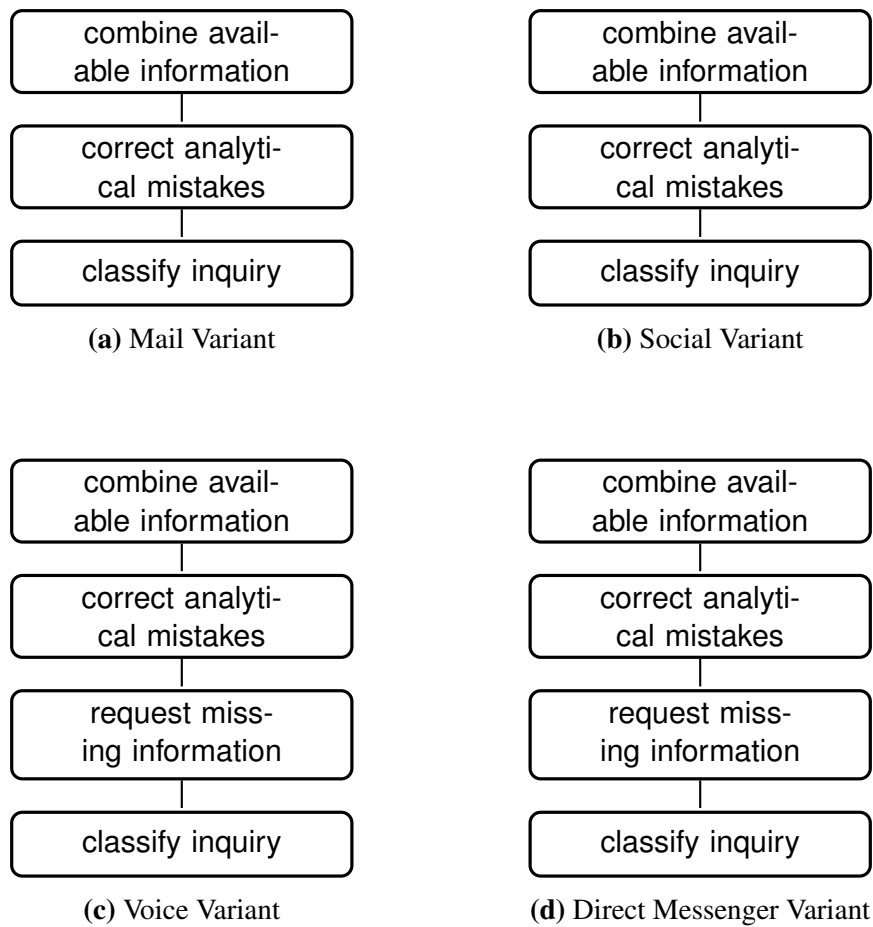 combine avail-
able information
correct analyti-
cal mistakes
classify inquiry
(a) Mail Variant
combine avail-
able information
correct analyti-
cal mistakes
classify inquiry
(b) Social Variant
combine avail-
able information
correct analyti-
cal mistakes
request miss-
ing information
classify inquiry
(c) Voice Variant
combine avail-
able information
correct analyti-
cal mistakes
request miss-
ing information
classify inquiry
(d) Direct Messenger Variant